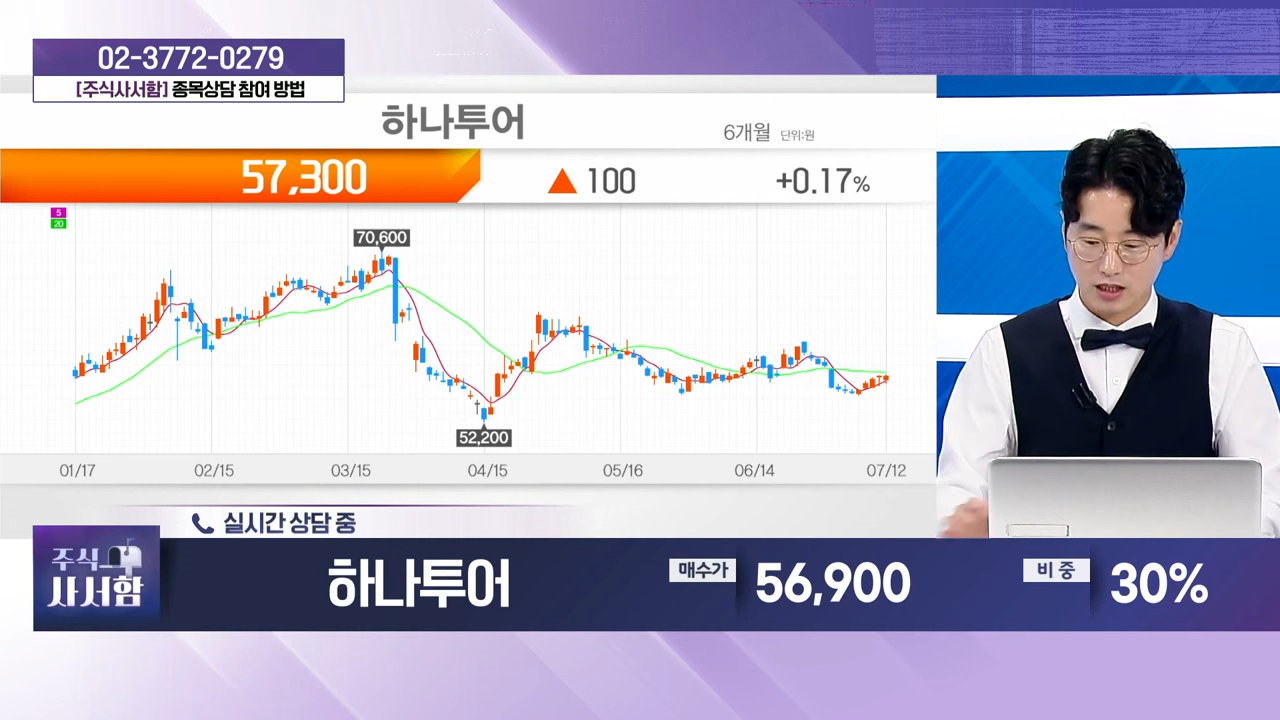 02-3772-0279
[주식사서함] 종목상담 참여 방법
하나투어
6개월 단위:원
57,300 ▲ 100 +0.17%
5
20
70,600
52,200
01/17 02/15 03/15 04/15 05/16 06/14 07/12
실시간 상담 중
주식
사서함
하나투어 매수가 56,900 비중 30%